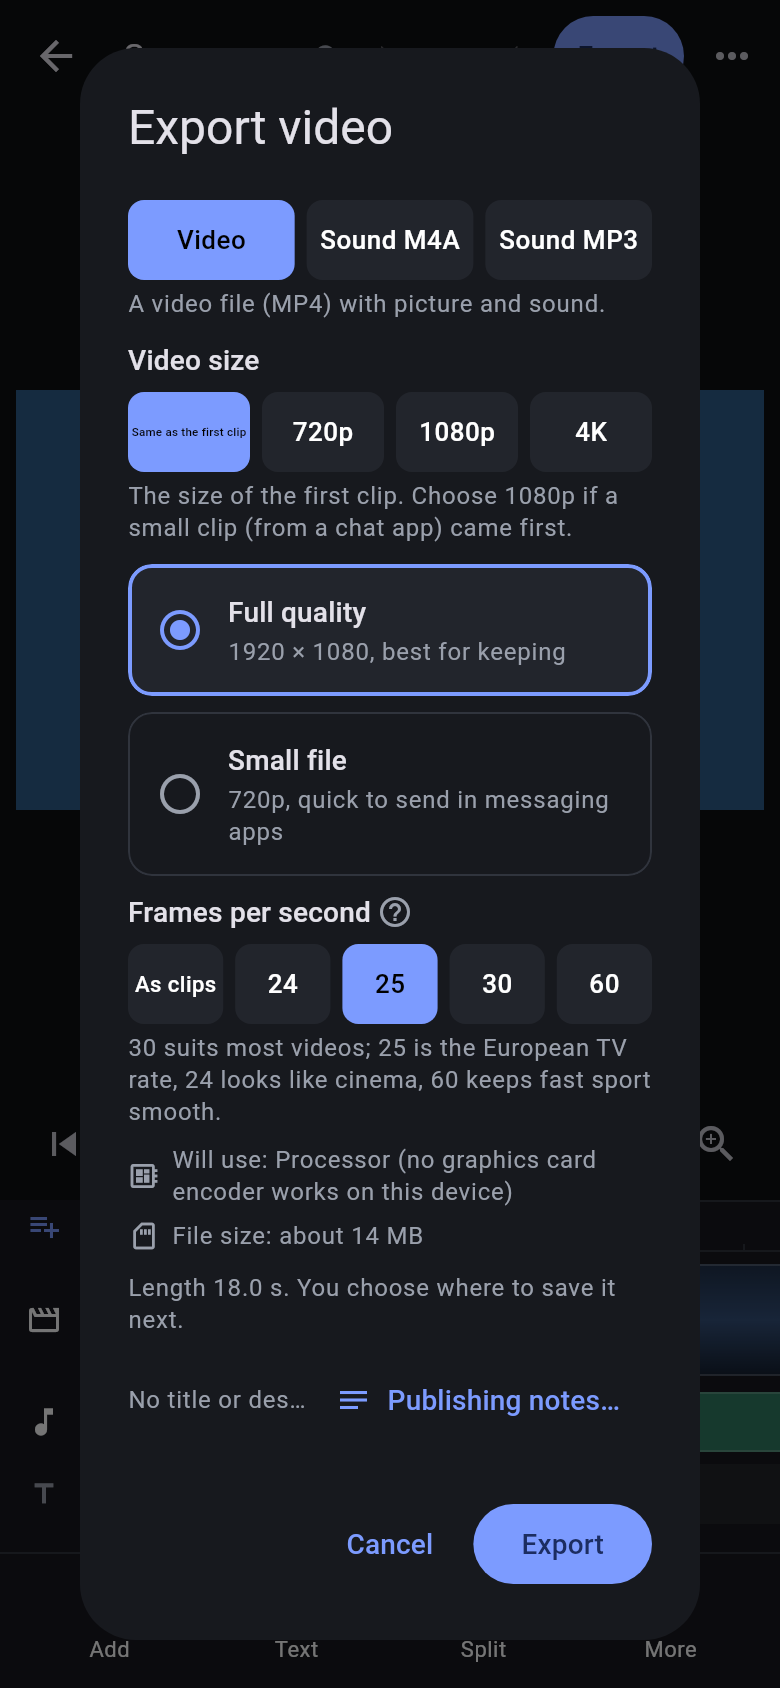 Export video
Video
Sound M4A
Sound MP3
A video file (MP4) with picture and sound.
Video size
Same as the first clip
720p
1080p
4K
The size of the first clip. Choose 1080p if a
small clip (from a chat app) came first.
Full quality
1920 × 1080, best for keeping
Small file
720p, quick to send in messaging
apps
Frames per second
As clips
24
25
30
60
30 suits most videos; 25 is the European TV
rate, 24 looks like cinema, 60 keeps fast sport
smooth.
Will use: Processor (no graphics card
encoder works on this device)
File size: about 14 MB
Length 18.0 s. You choose where to save it
next.
No title or des…
Publishing notes…
Cancel
Export
Add
Text
Split
More